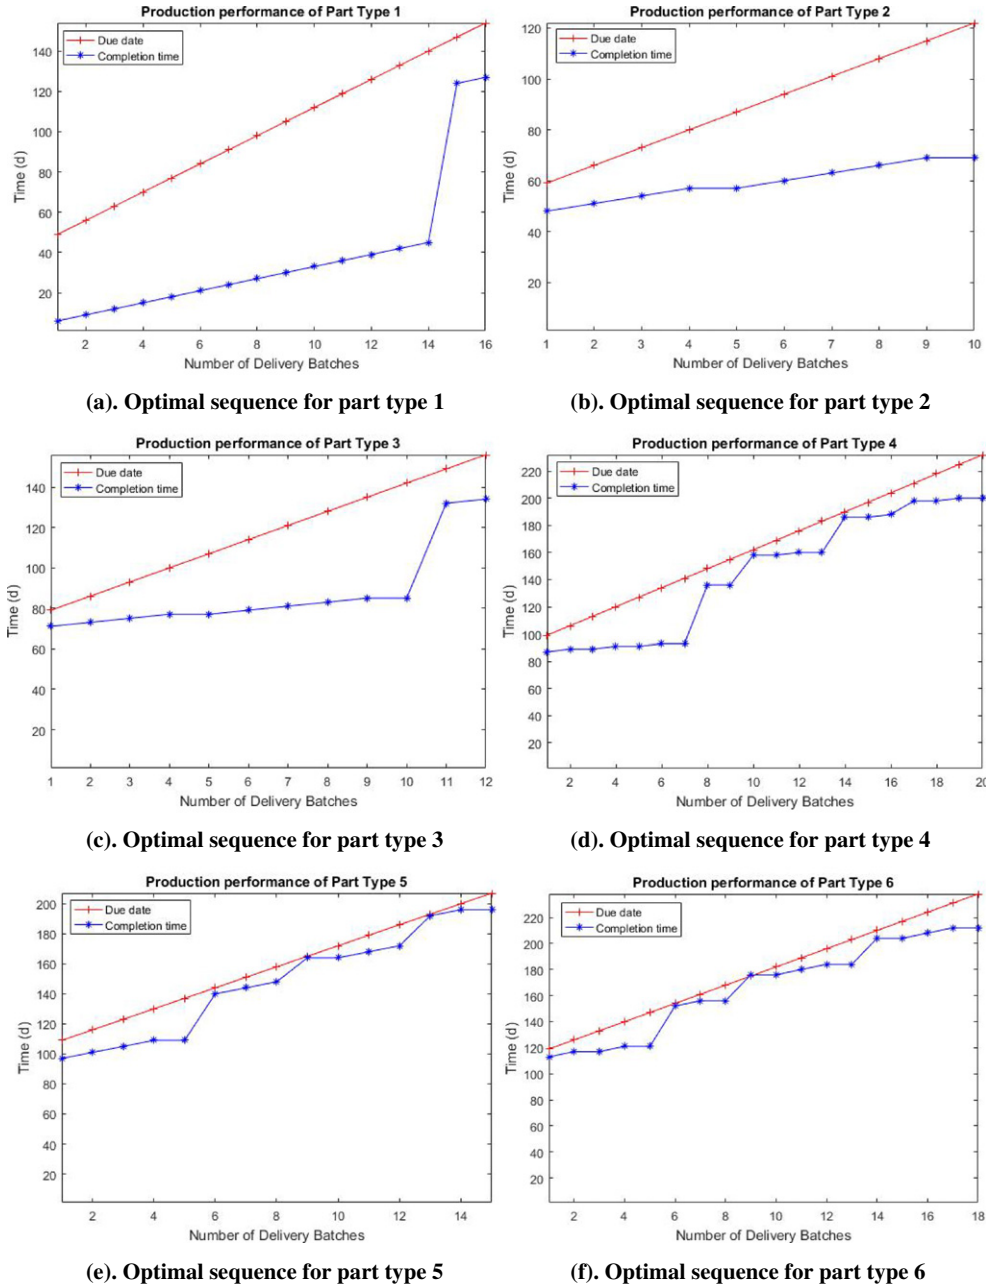 Production performance of Part Type 1
Due date
Completion time
140
120
100
80
60
40
20
Time (d)
2 4 6 8 10 12 14 16
Number of Delivery Batches
(a). Optimal sequence for part type 1
Production performance of Part Type 2
Due date
Completion time
120
100
80
60
40
20
Time (d)
1 2 3 4 5 6 7 8 9 10
Number of Delivery Batches
(b). Optimal sequence for part type 2
Production performance of Part Type 3
Due date
Completion time
140
120
100
80
60
40
20
Time (d)
1 2 3 4 5 6 7 8 9 10 11 12
Number of Delivery Batches
(c). Optimal sequence for part type 3
Production performance of Part Type 4
Due date
Completion time
220
200
180
160
140
120
100
80
60
40
20
Time (d)
2 4 6 8 10 12 14 16 18 20
Number of Delivery Batches
(d). Optimal sequence for part type 4
Production performance of Part Type 5
Due date
Completion time
200
180
160
140
120
100
80
60
40
20
Time (d)
2 4 6 8 10 12 14
Number of Delivery Batches
(e). Optimal sequence for part type 5
Production performance of Part Type 6
Due date
Completion time
220
200
180
160
140
120
100
80
60
40
20
Time (d)
2 4 6 8 10 12 14 16 18
Number of Delivery Batches
(f). Optimal sequence for part type 6